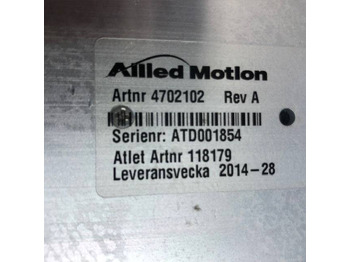 Allied Motion
Artnr 4702102 Rev A
Serienr: ATD001854
Atlet Artnr 118179
Leveransvecka 2014-28